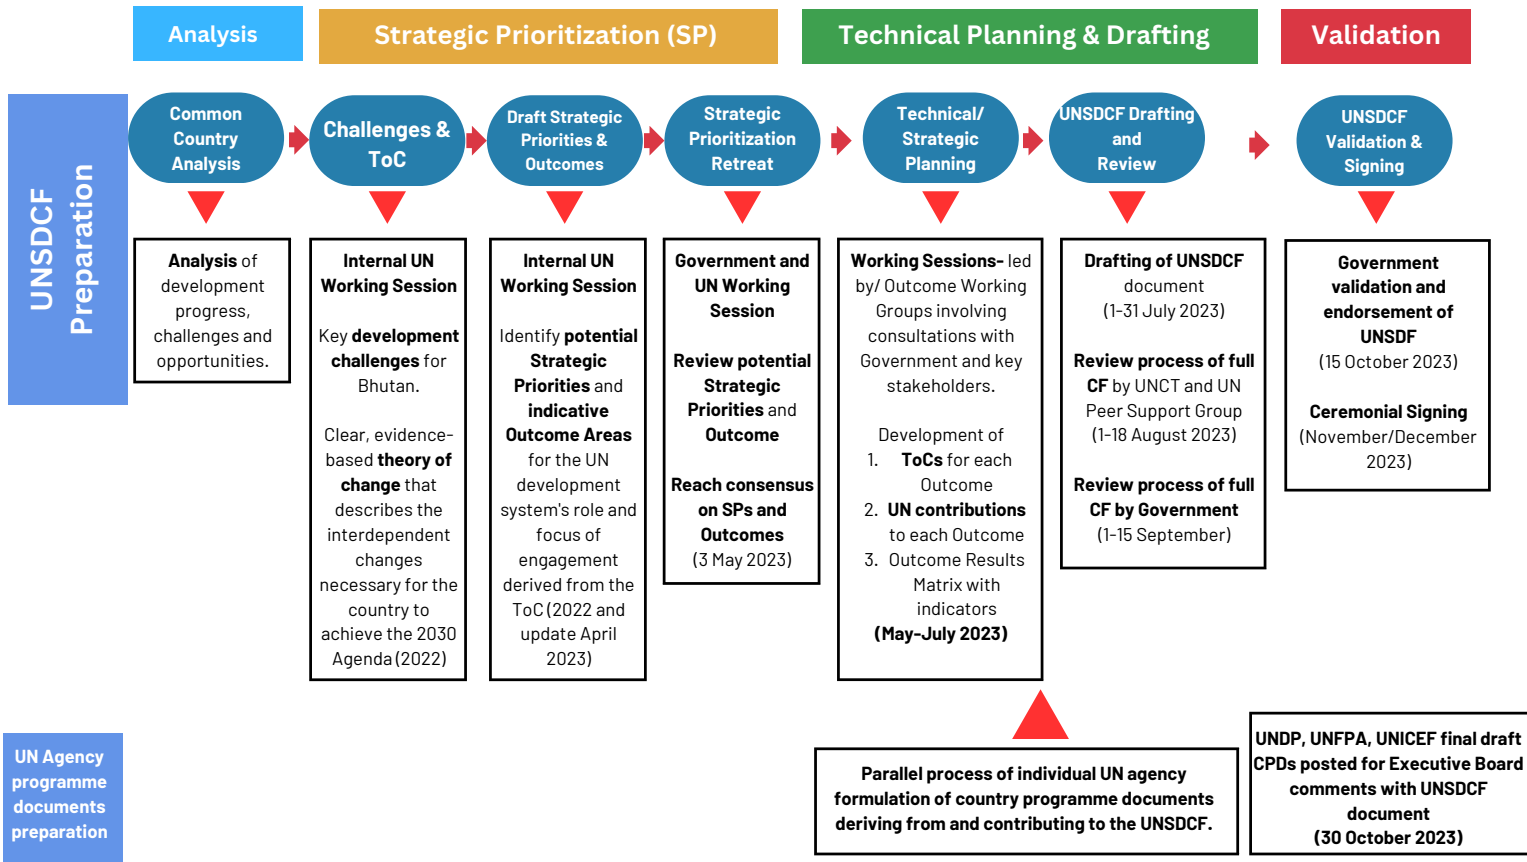 Analysis
Strategic Prioritization (SP)
Technical Planning & Drafting
Validation
UNSDCF
Preparation
Common
Country
Analysis
Challenges &
ToC
Draft Strategic
Priorities &
Outcomes
Strategic
Prioritization
Retreat
Technical/
Strategic
Planning
UNSDCF Drafting
and
Review
UNSDCF
Validation &
Signing
Analysis of
development
progress,
challenges and
opportunities.
Internal UN
Working Session
Key development
challenges for
Bhutan.
Clear, evidence-
based theory of
change that
describes the
interdependent
changes
necessary for the
country to
achieve the 2030
Agenda (2022)
Internal UN
Working Session
Identify potential
Strategic
Priorities and
indicative
Outcome Areas
for the UN
development
system's role and
focus of
engagement
derived from the
ToC (2022 and
update April
2023)
Government and
UN Working
Session
Review potential
Strategic
Priorities and
Outcome
Reach consensus
on SPs and
Outcomes
(3 May 2023)
Working Sessions- led
by/ Outcome Working
Groups involving
consultations with
Government and key
stakeholders.
Development of
1. ToCs for each
Outcome
2. UN contributions
to each Outcome
3. Outcome Results
Matrix with
indicators
(May-July 2023)
Drafting of UNSDCF
document
(1-31 July 2023)
Review process of full
CF by UNCT and UN
Peer Support Group
(1-18 August 2023)
Review process of full
CF by Government
(1-15 September)
Government
validation and
endorsement of
UNSDF
(15 October 2023)
Ceremonial Signing
(November/December
2023)
UN Agency
programme
documents
preparation
Parallel process of individual UN agency
formulation of country programme documents
deriving from and contributing to the UNSDCF.
UNDP, UNFPA, UNICEF final draft
CPDs posted for Executive Board
comments with UNSDCF
document
(30 October 2023)